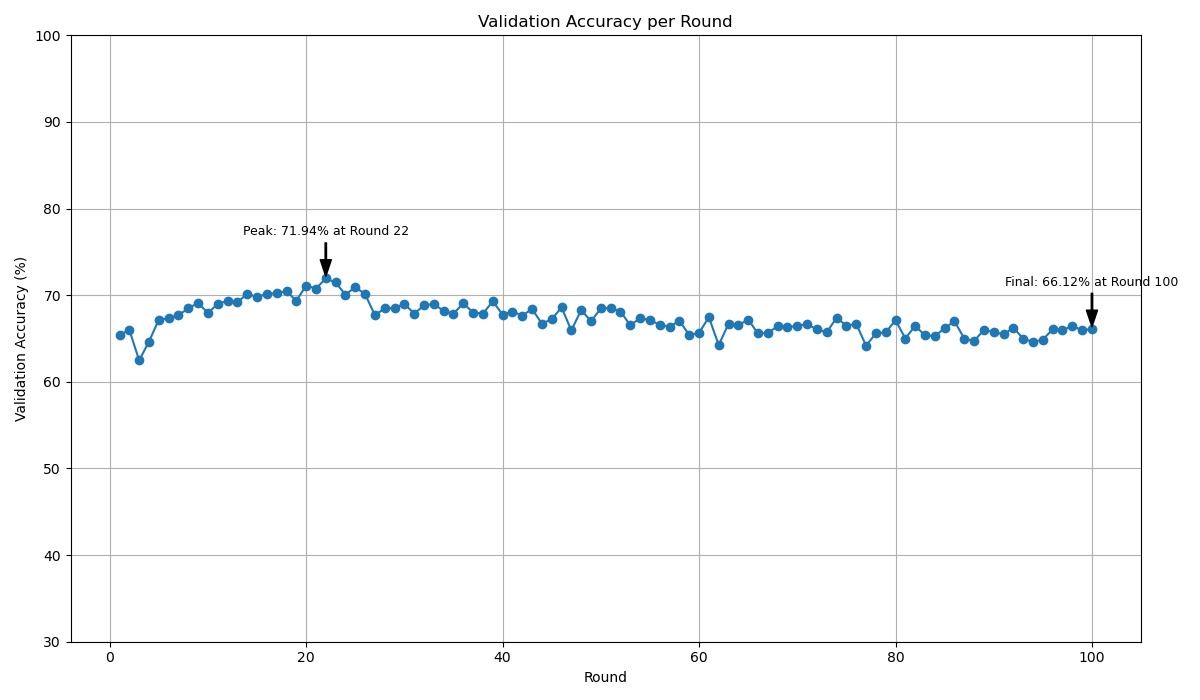 Validation Accuracy per Round
100
90
80
70
60
50
40
30
Validation Accuracy (%)
Peak: 71.94% at Round 22
Final: 66.12% at Round 100
0 20 40 60 80 100
Round